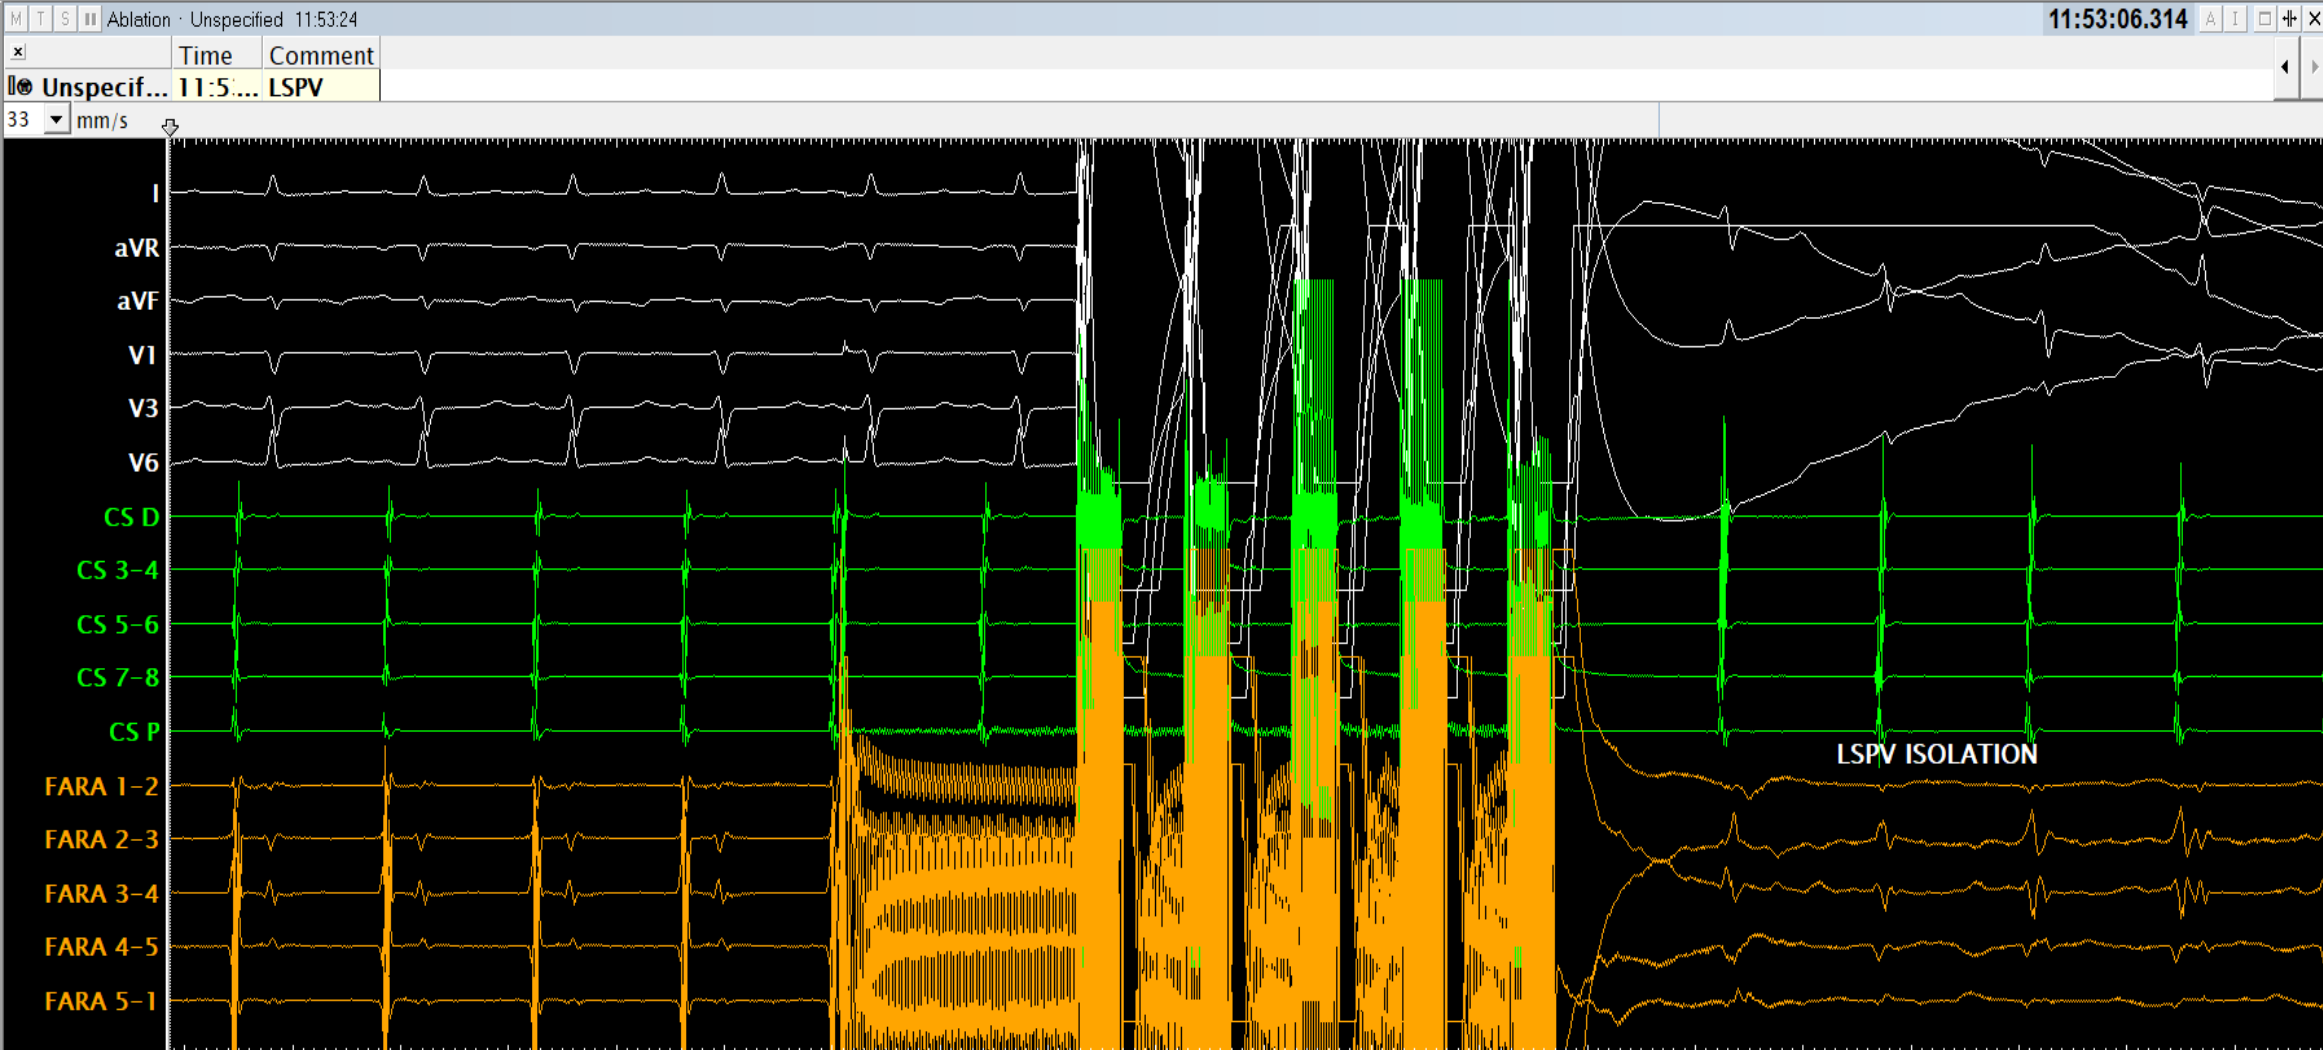 M T S Ablation · Unspecified 11:53:24 11:53:06.314 A I
Time Comment
Unspecif... 11:5... LSPV
33 mm/s
I
aVR
aVF
V1
V3
V6
CS D
CS 3-4
CS 5-6
CS 7-8
CS P
LSPV ISOLATION
FARA 1-2
FARA 2-3
FARA 3-4
FARA 4-5
FARA 5-1